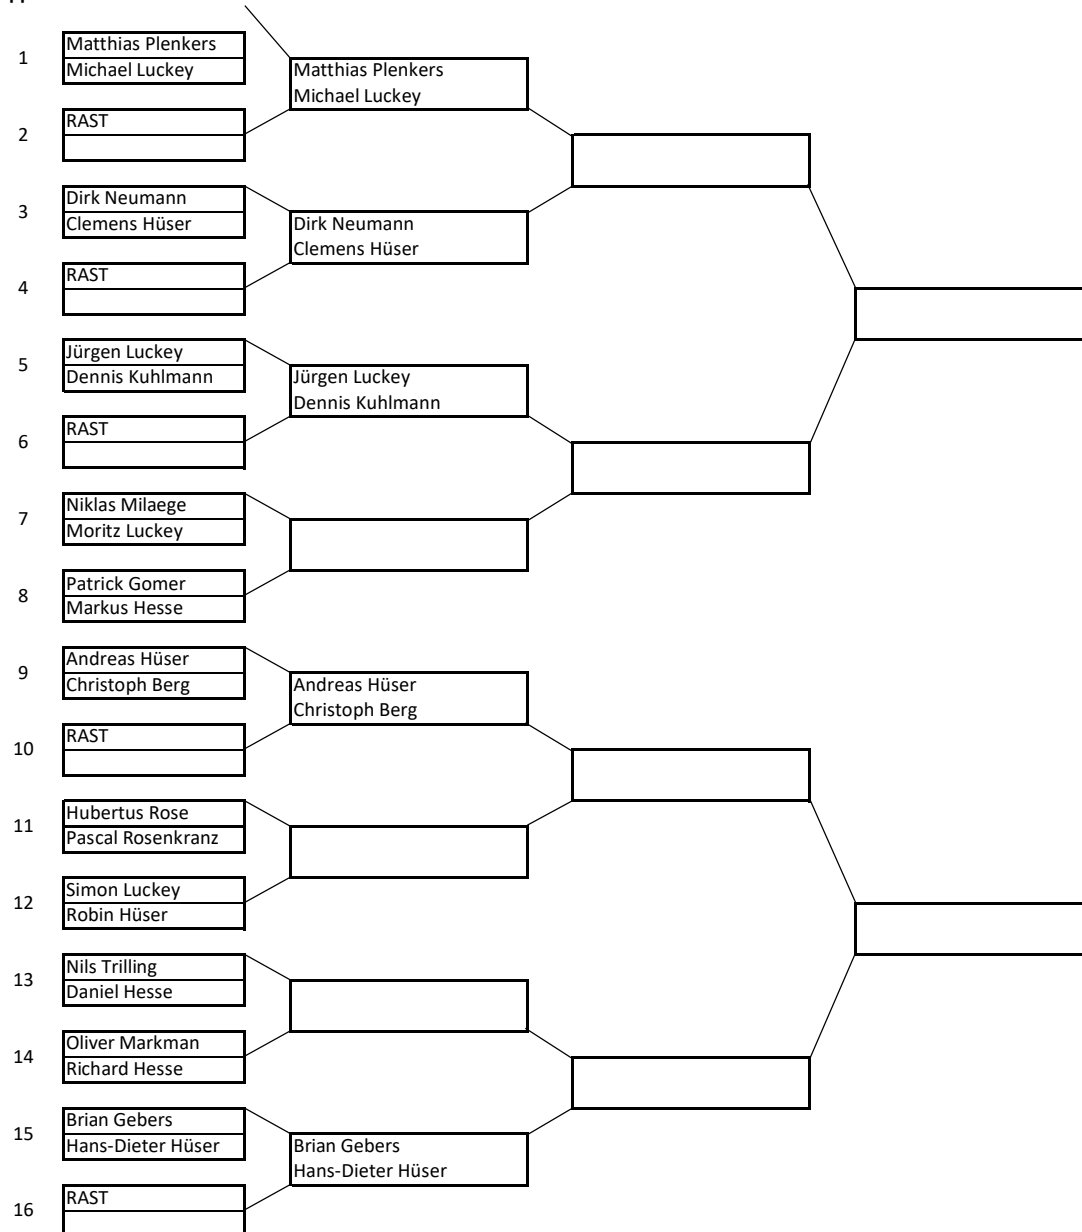 1
Matthias Plenkers
Michael Luckey
Matthias Plenkers
Michael Luckey
2
RAST
3
Dirk Neumann
Clemens Hüser
Dirk Neumann
Clemens Hüser
4
RAST
5
Jürgen Luckey
Dennis Kuhlmann
Jürgen Luckey
Dennis Kuhlmann
6
RAST
7
Niklas Milaege
Moritz Luckey
8
Patrick Gomer
Markus Hesse
9
Andreas Hüser
Christoph Berg
Andreas Hüser
Christoph Berg
10
RAST
11
Hubertus Rose
Pascal Rosenkranz
12
Simon Luckey
Robin Hüser
13
Nils Trilling
Daniel Hesse
14
Oliver Markman
Richard Hesse
15
Brian Gebers
Hans-Dieter Hüser
Brian Gebers
Hans-Dieter Hüser
16
RAST